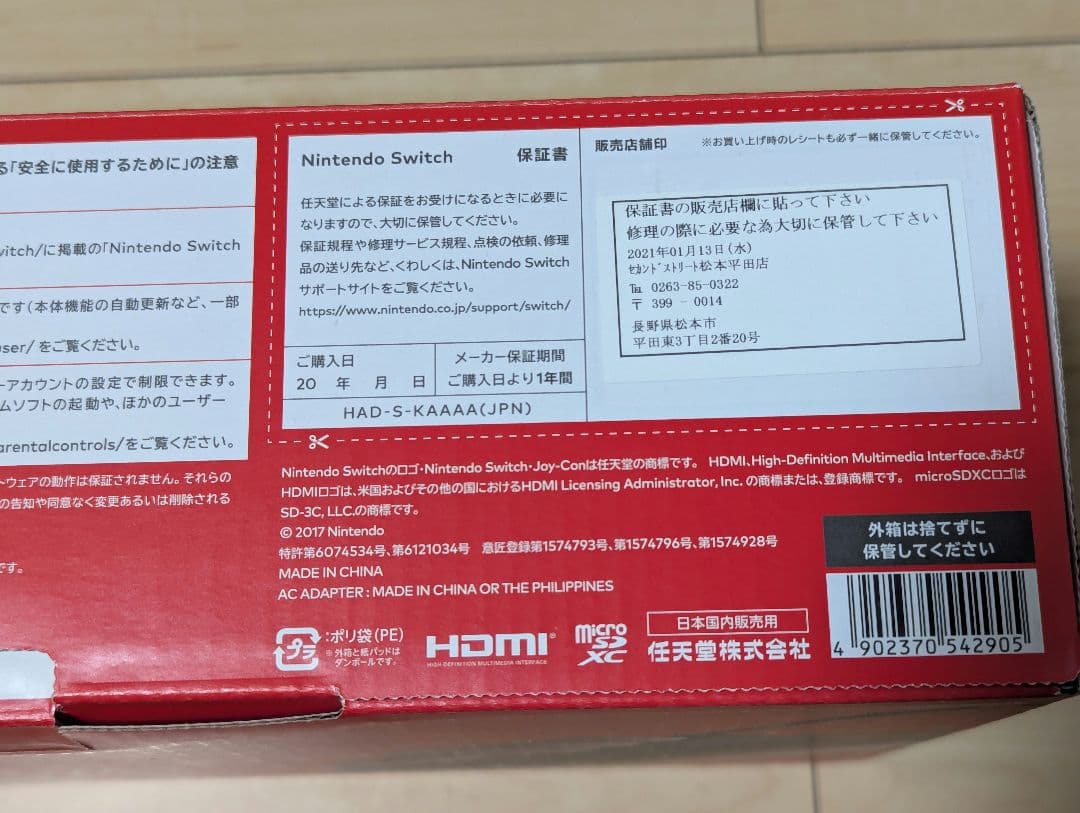 る「安全に使用するために」の注意
witch/に掲載の「Nintendo Switch
です(本体機能の自動更新など、一部
user/ をご覧ください。
ーアカウントの設定で制限できます。
ムソフトの起動や、ほかのユーザー
arentalcontrols/をご覧ください。
トウェアの動作は保証されません。それらの
の告知や同意なく変更あるいは削除される
です。
Nintendo Switch 保証書
任天堂による保証をお受けになるときに必要に
なりますので、大切に保管してください。
保証規程や修理サービス規程、点検の依頼、修理
品の送り先など、くわしくは、Nintendo Switch
サポートサイトをご覧ください。
https://www.nintendo.co.jp/support/switch/
ご購入日
20 年 月 日
メーカー保証期間
ご購入日より1年間
HAD-S-KAAAA(JPN)
販売店舗印 ※お買い上げ時のレシートも必ず一緒に保管してください。
保証書の販売店欄に貼って下さい
修理の際に必要な為大切に保管して下さい
2021年01月13日(水)
セカンドストリート松本平田店
℡ 0263-85-0322
〒 399 - 0014
長野県松本市
平田東3丁目2番20号
Nintendo Switchのロゴ・Nintendo Switch・Joy-Conは任天堂の商標です。 HDMI、High-Definition Multimedia Interface、および
HDMIロゴは、米国およびその他の国におけるHDMI Licensing Administrator, Inc. の商標または、登録商標です。 microSDXCロゴは
SD-3C, LLC.の商標です。
© 2017 Nintendo
特許第6074534号、第6121034号 意匠登録第1574793号、第1574796号、第1574928号
MADE IN CHINA
AC ADAPTER : MADE IN CHINA OR THE PHILIPPINES
プラ
:ポリ袋(PE)
※外箱と紙パッドは
ダンボールです。
HDMI®
HIGH-DEFINITION MULTIMEDIA INTERFACE
micro
SD
XC
日本国内販売用
任天堂株式会社
外箱は捨てずに
保管してください
4 902370 542905